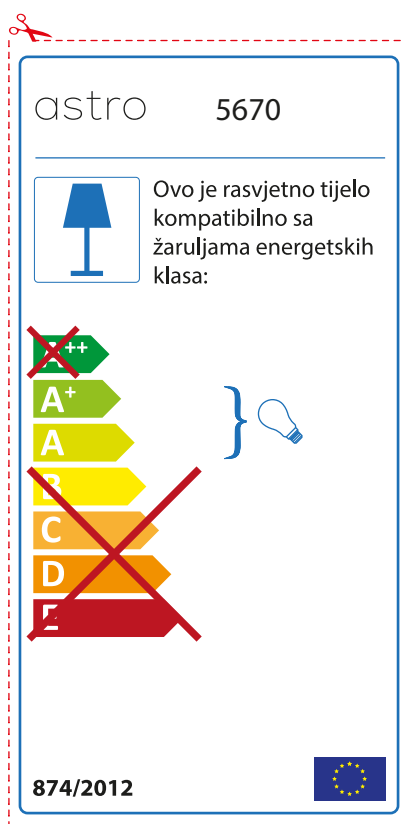 astro 5670
Ovo je rasvjetno tijelo
kompatibilno sa
žaruljama energetskih
klasa:
A++
A+
A
B
C
D
E
874/2012